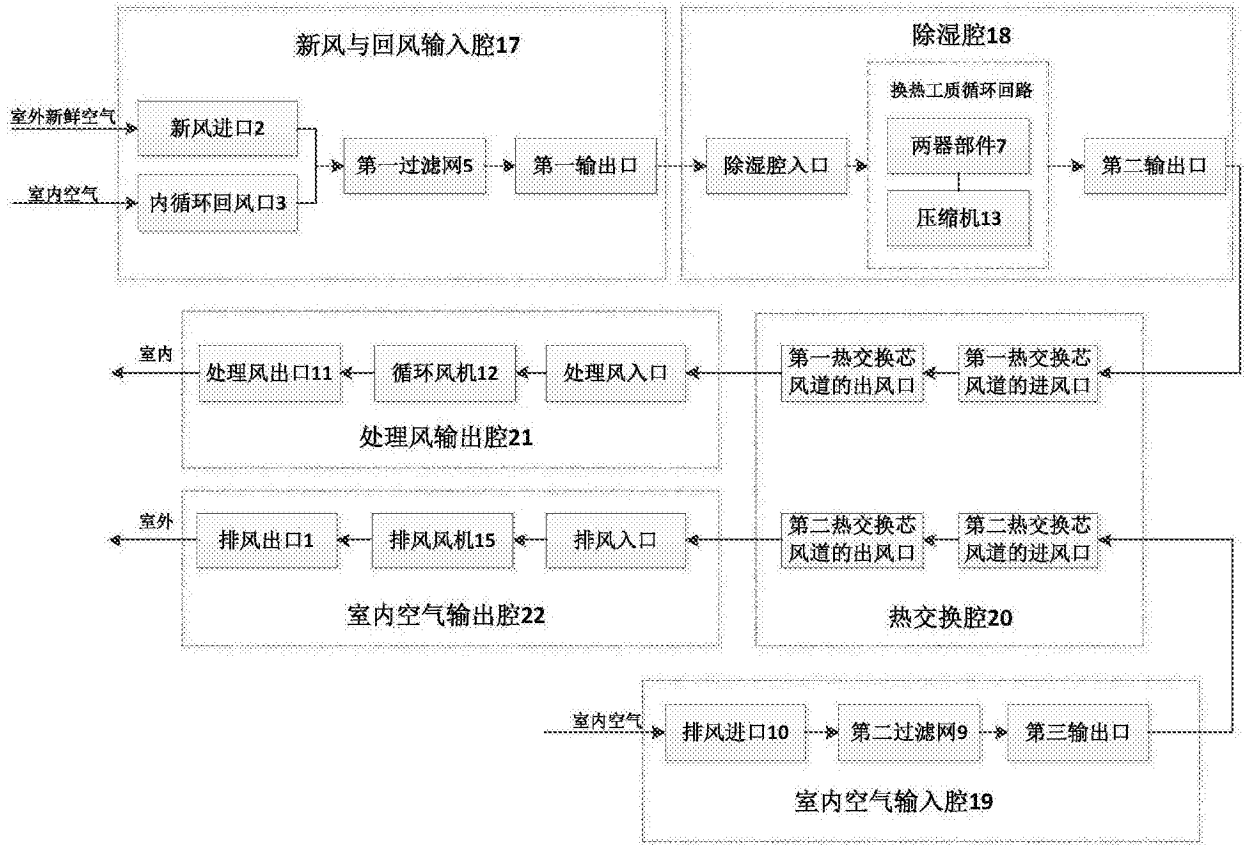 新风与回风输入腔17
室外新鲜空气
新风进口2
室内空气
内循环回风口3
第一过滤网5
第一输出口
除湿腔18
除湿腔入口
换热工质循环回路
两器部件7
压缩机13
第二输出口
室内
处理风出口11
循环风机12
处理风入口
处理风输出腔21
第一热交换芯
风道的出风口
第一热交换芯
风道的进风口
室外
排风出口1
排风风机15
排风入口
室内空气输出腔22
第二热交换芯
风道的出风口
第二热交换芯
风道的进风口
热交换腔20
室内空气
排风进口10
第二过滤网9
第三输出口
室内空气输入腔19